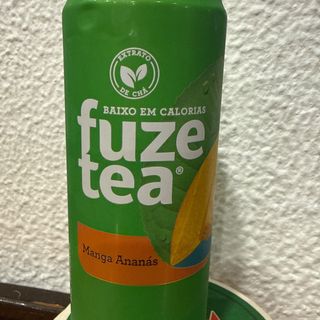 EXTRATO
DE CHÁ
BAIXO EM CALORIAS
fuze
tea®
Manga Ananás